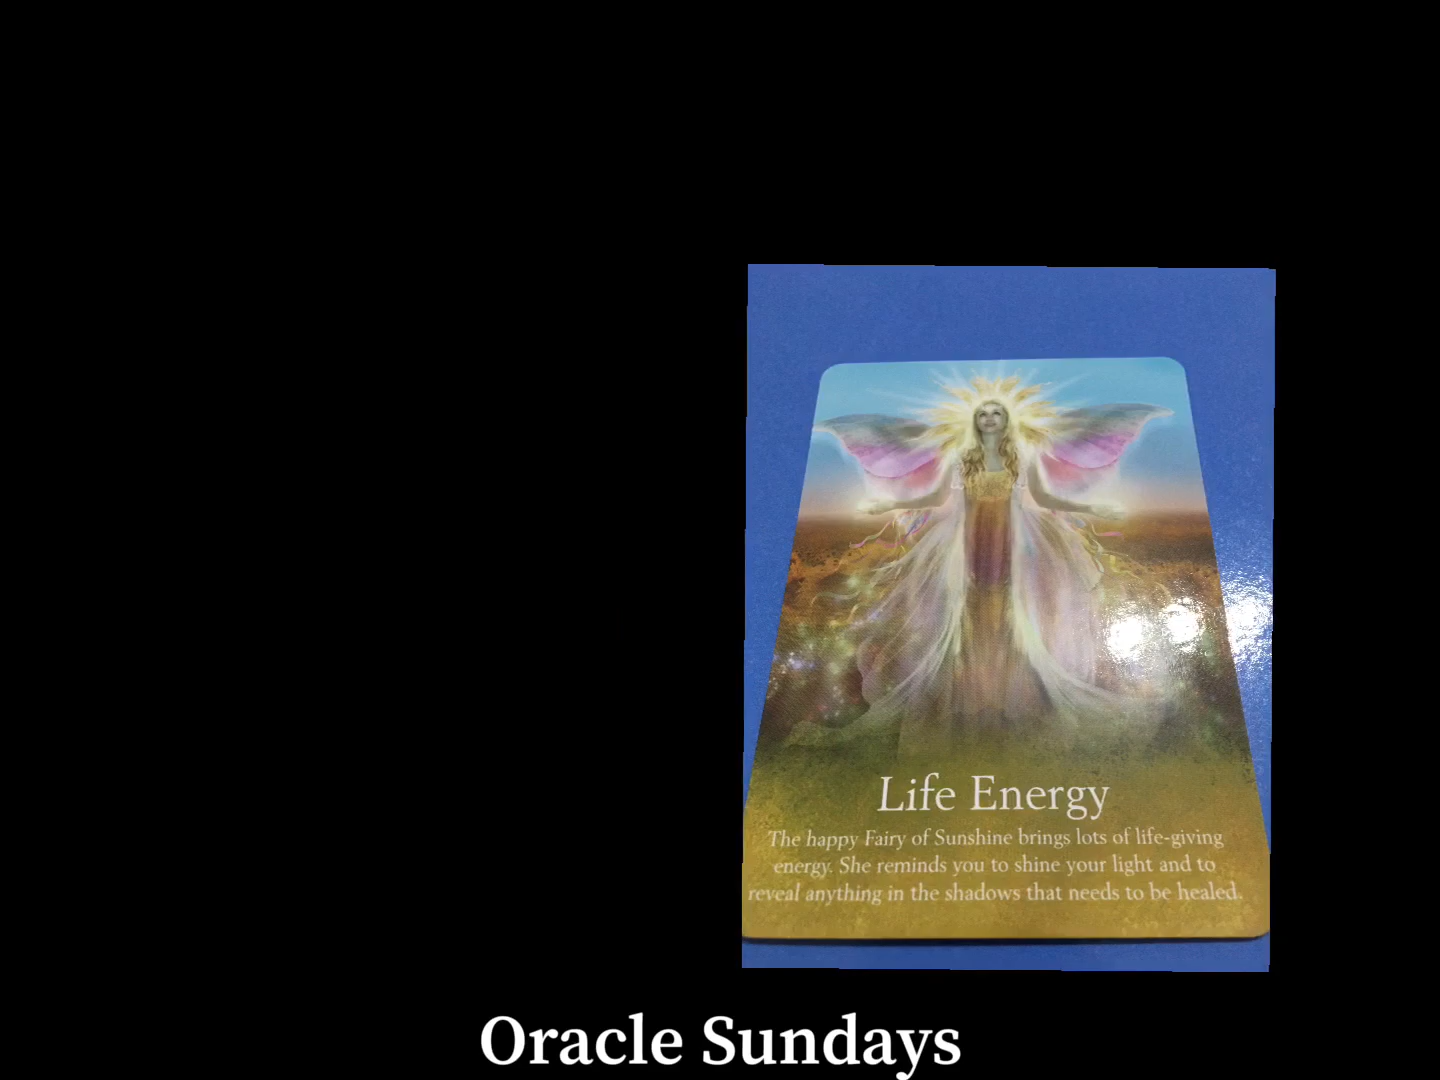 Life Energy
The happy Fairy of Sunshine brings lots of life-giving
energy. She reminds you to shine your light and to
reveal anything in the shadows that needs to be healed.
Oracle Sundays